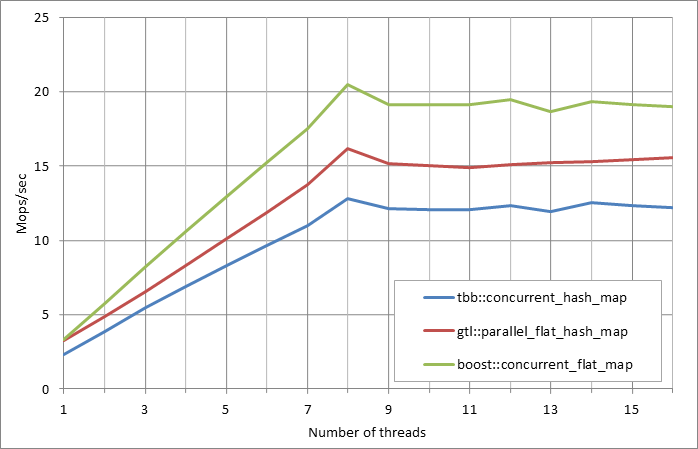 25
20
15
10
5
0
Mops/sec
1 3 5 7 9 11 13 15
Number of threads
tbb::concurrent_hash_map
gtl::parallel_flat_hash_map
boost::concurrent_flat_map